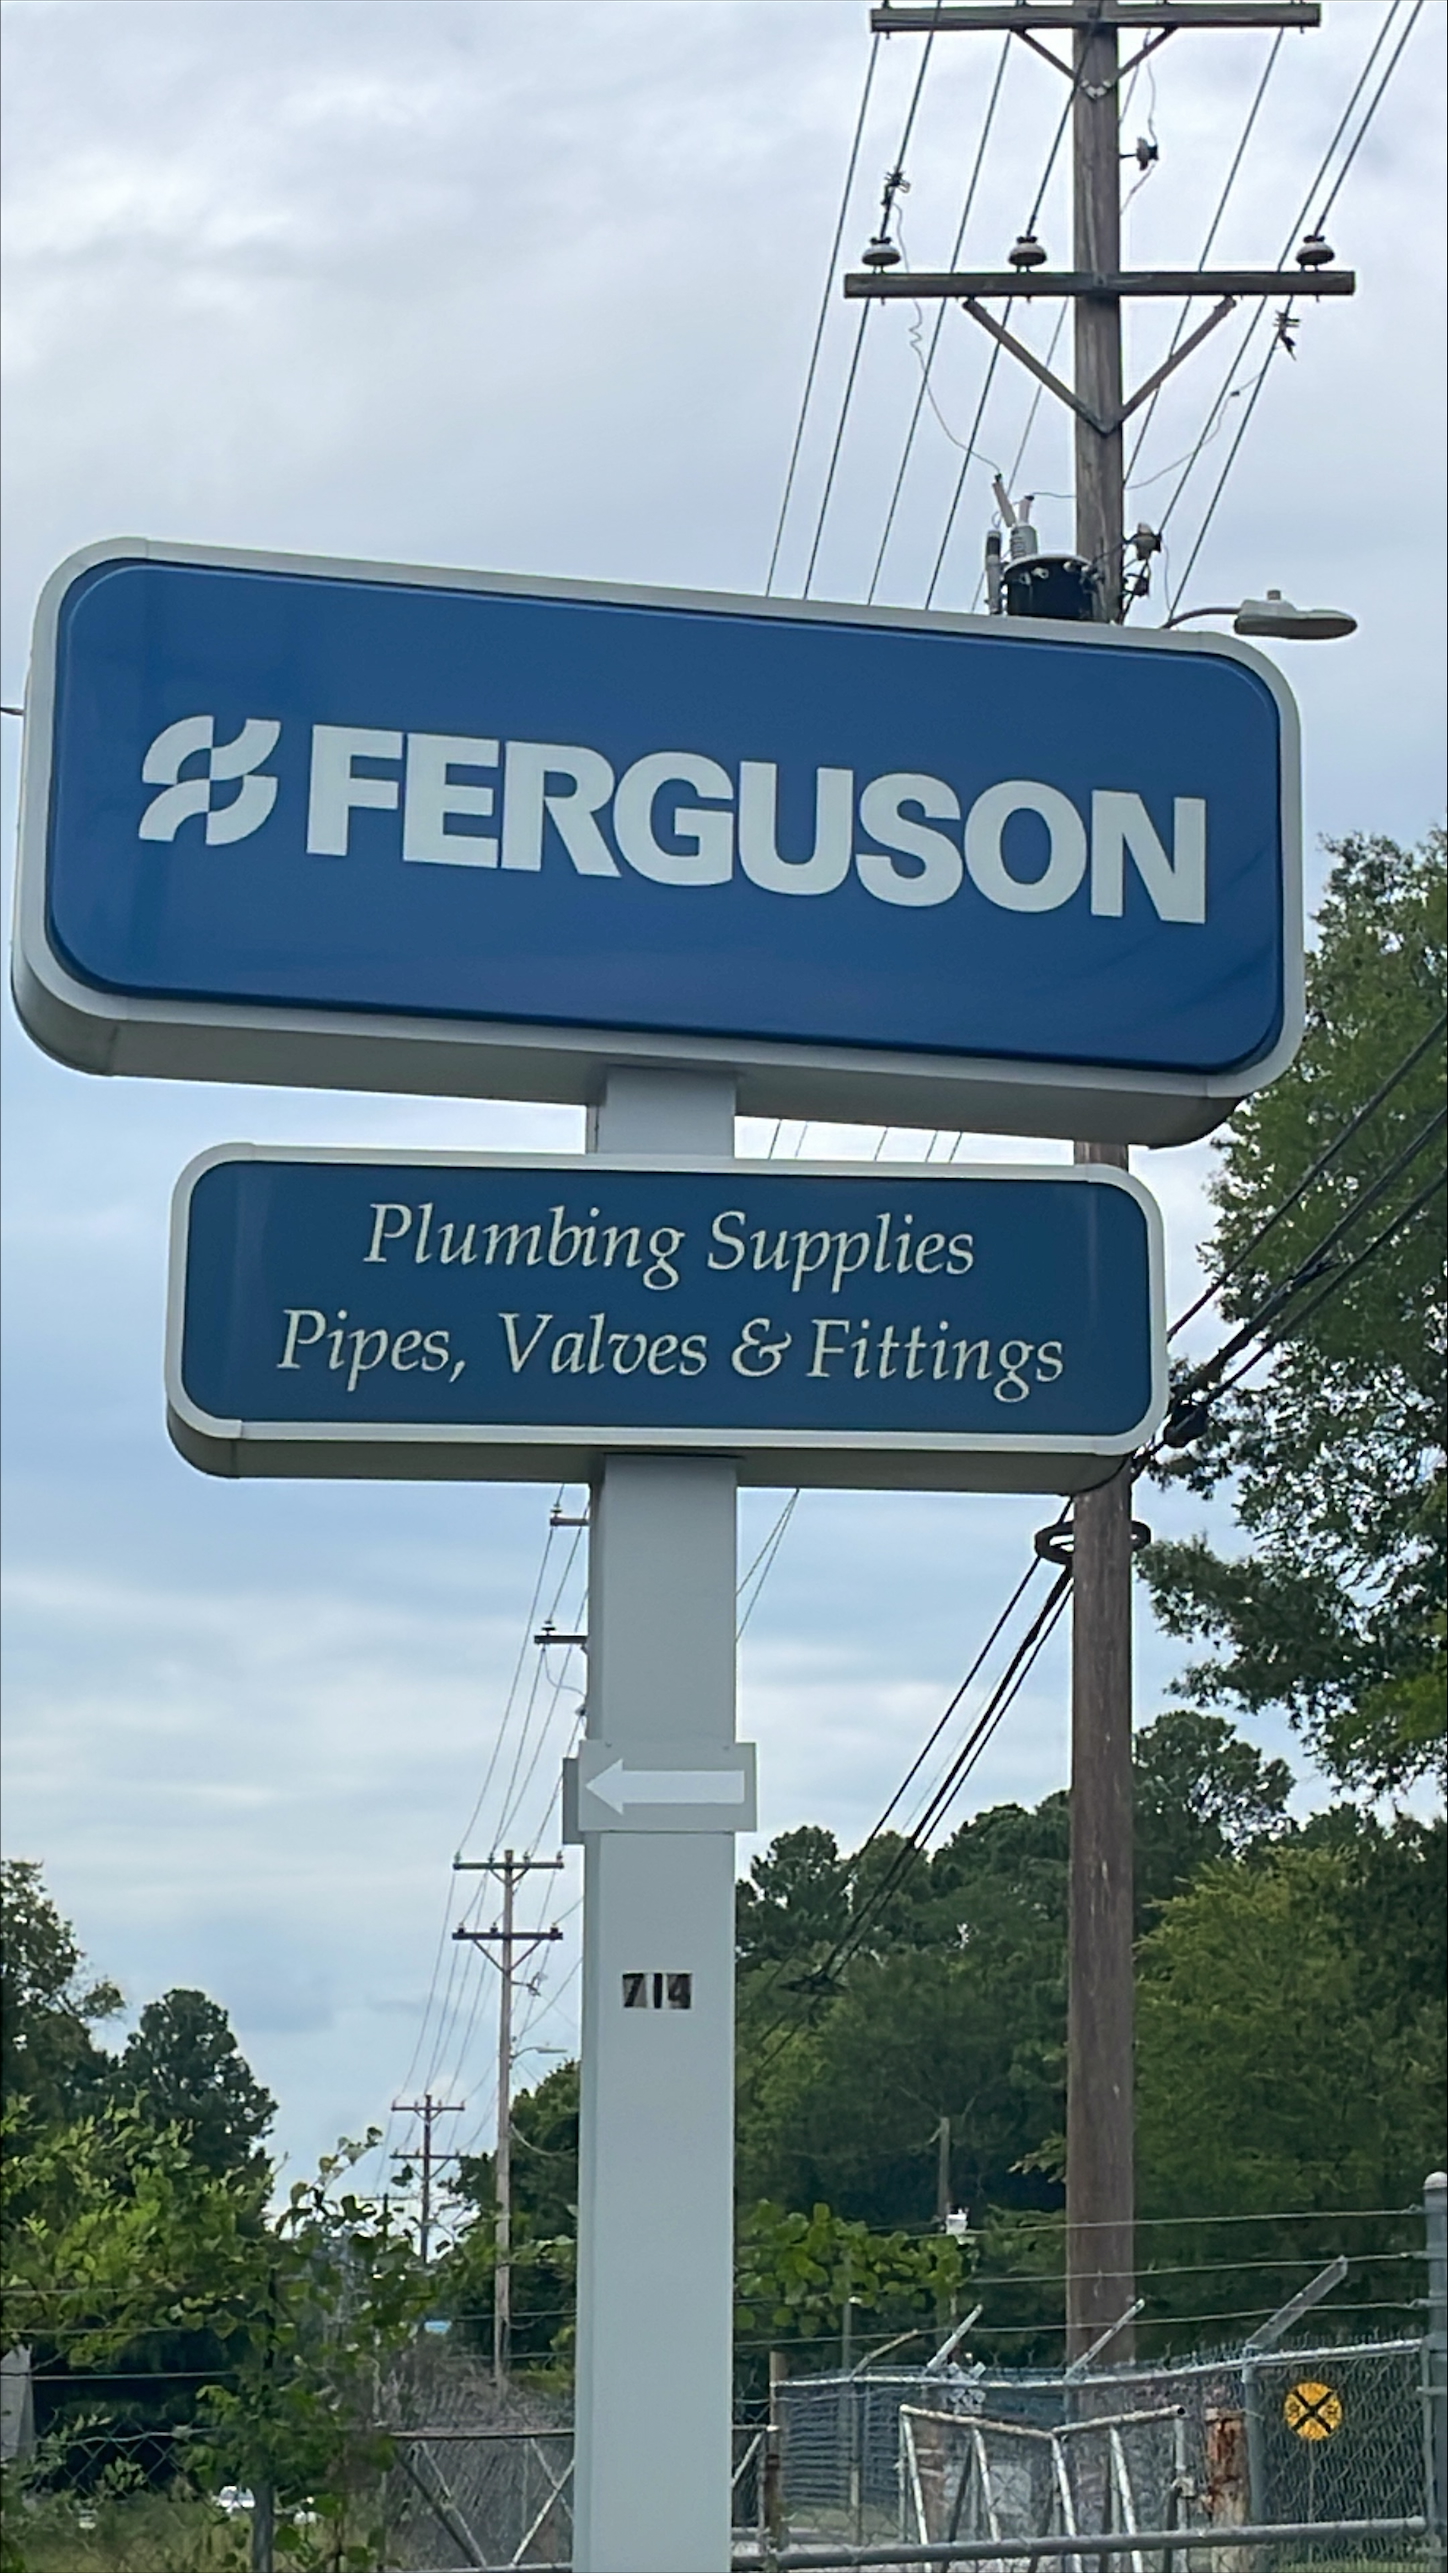 FERGUSON
Plumbing Supplies
Pipes, Valves & Fittings
714